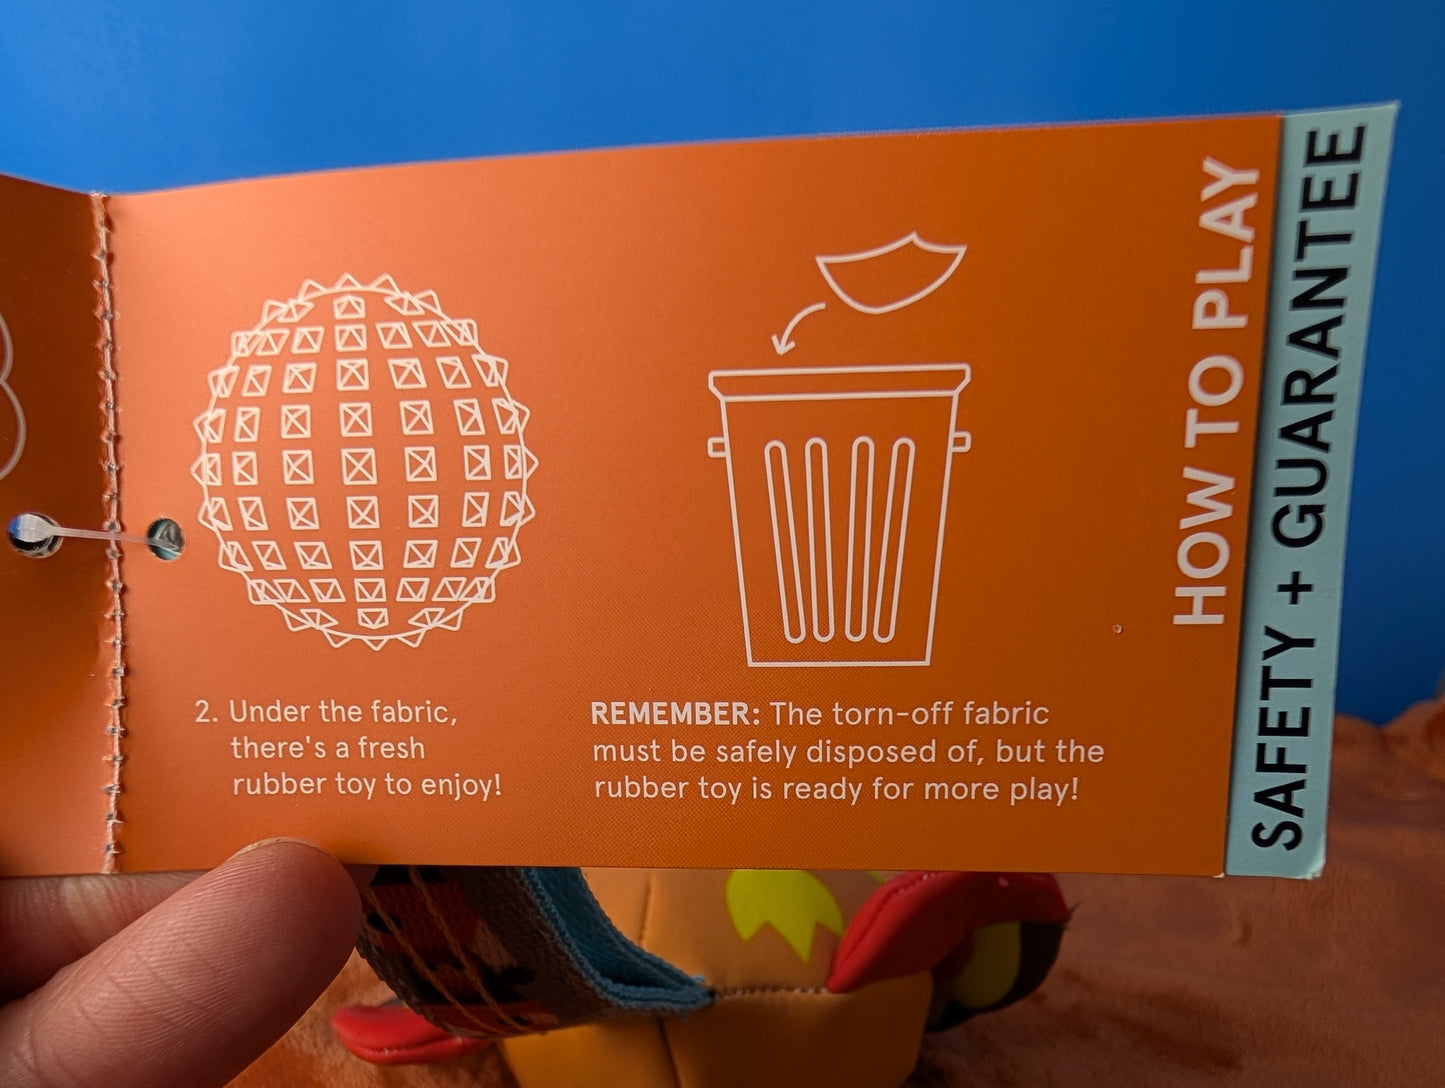 2. Under the fabric,
there's a fresh
rubber toy to enjoy!
REMEMBER: The torn-off fabric
must be safely disposed of, but the
rubber toy is ready for more play!
HOW TO PLAY
SAFETY + GUARANTEE